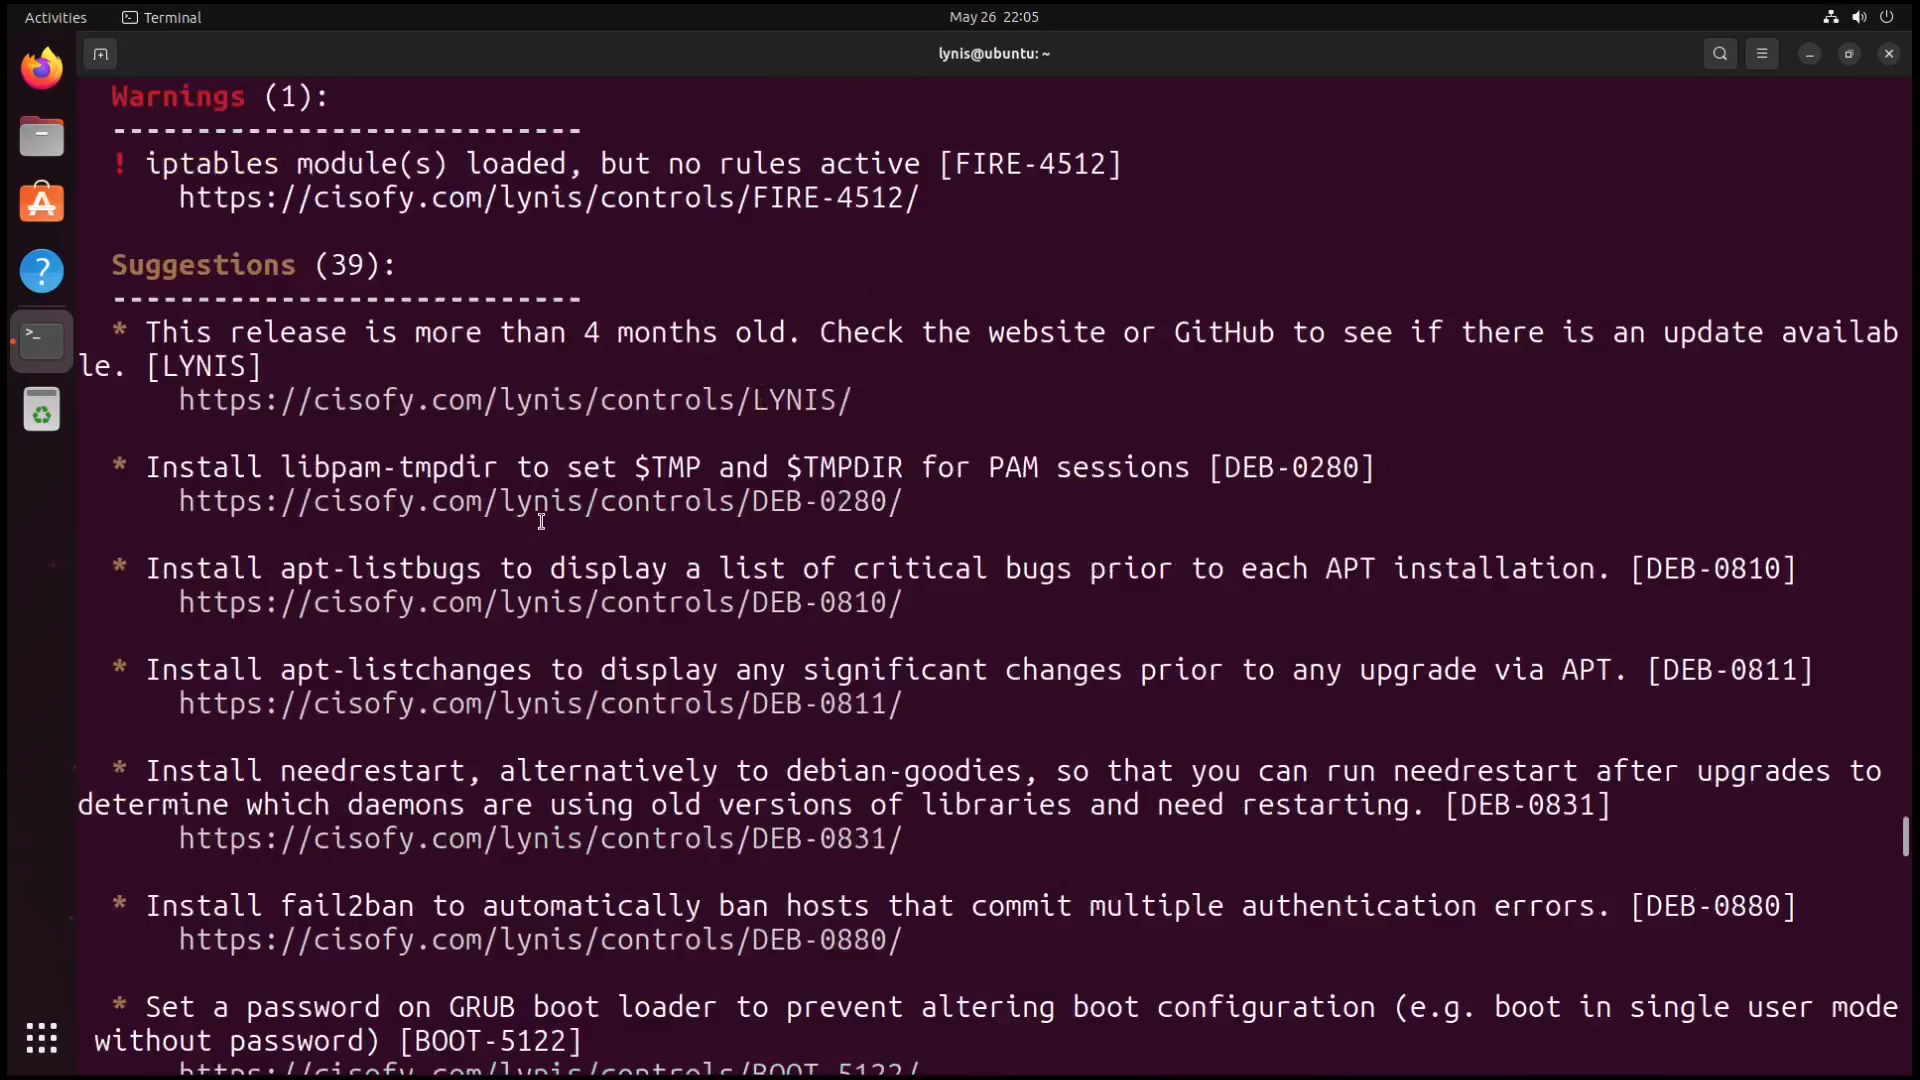 Activities
Terminal
May 26 22:05
lynis@ubuntu: ~
Warnings (1):
----------------------------
! iptables module(s) loaded, but no rules active [FIRE-4512]
https://cisofy.com/lynis/controls/FIRE-4512/
Suggestions (39):
----------------------------
* This release is more than 4 months old. Check the website or GitHub to see if there is an update availab
le. [LYNIS]
https://cisofy.com/lynis/controls/LYNIS/
* Install libpam-tmpdir to set $TMP and $TMPDIR for PAM sessions [DEB-0280]
https://cisofy.com/lynis/controls/DEB-0280/
* Install apt-listbugs to display a list of critical bugs prior to each APT installation. [DEB-0810]
https://cisofy.com/lynis/controls/DEB-0810/
* Install apt-listchanges to display any significant changes prior to any upgrade via APT. [DEB-0811]
https://cisofy.com/lynis/controls/DEB-0811/
* Install needrestart, alternatively to debian-goodies, so that you can run needrestart after upgrades to
determine which daemons are using old versions of libraries and need restarting. [DEB-0831]
https://cisofy.com/lynis/controls/DEB-0831/
* Install fail2ban to automatically ban hosts that commit multiple authentication errors. [DEB-0880]
https://cisofy.com/lynis/controls/DEB-0880/
* Set a password on GRUB boot loader to prevent altering boot configuration (e.g. boot in single user mode
without password) [BOOT-5122]
https://cisofy.com/lynis/controls/BOOT-5122/